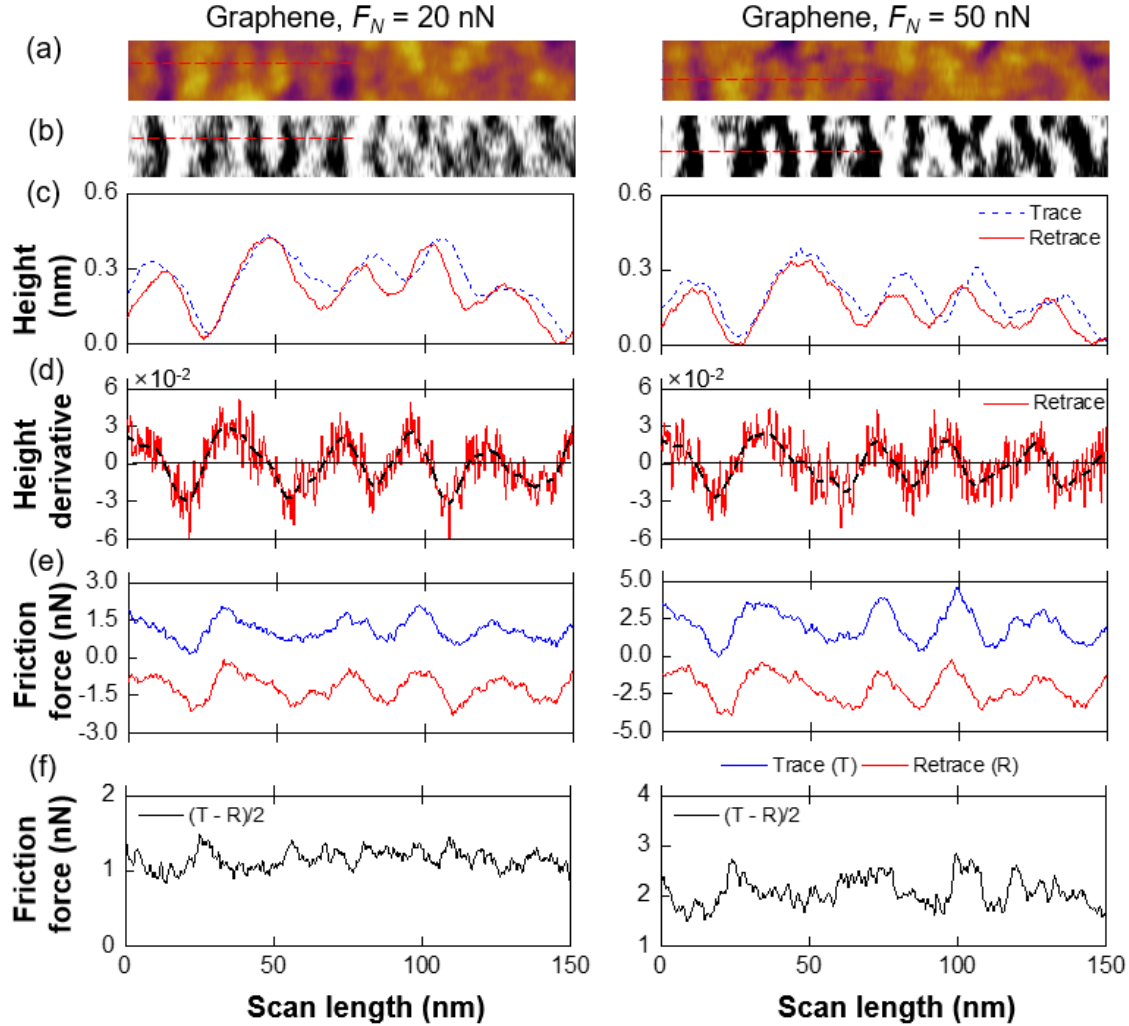 Graphene, F_N = 20 nN
Graphene, F_N = 50 nN
(a)
(b)
(c)
Height
(nm)
0.6
0.3
0.0
0.6
0.3
0.0
Trace
Retrace
(d)
Height
derivative
×10-2
6
3
0
-3
-6
×10-2
6
3
0
-3
-6
Retrace
(e)
Friction
force (nN)
3.0
1.5
0.0
-1.5
-3.0
5.0
2.5
0.0
-2.5
-5.0
Trace (T)
Retrace (R)
(f)
Friction
force (nN)
2
1
0
(T - R)/2
0
50
100
150
Scan length (nm)
4
3
2
1
(T - R)/2
0
50
100
150
Scan length (nm)